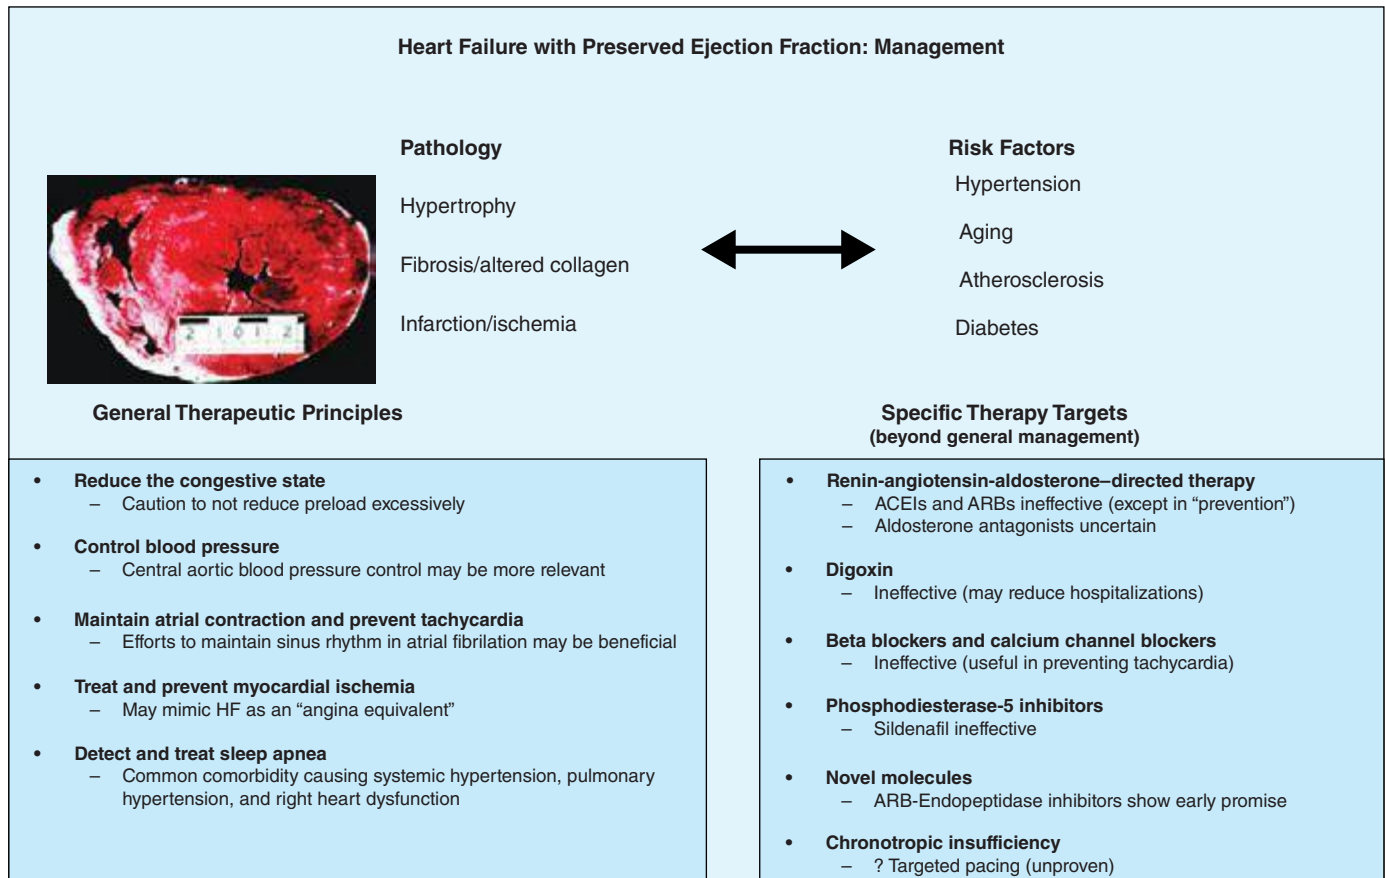 Heart Failure with Preserved Ejection Fraction: Management
Pathology
Hypertrophy
Fibrosis/altered collagen
Infarction/ischemia
Risk Factors
Hypertension
Aging
Atherosclerosis
Diabetes
2 1 0 1 2
General Therapeutic Principles
• Reduce the congestive state
– Caution to not reduce preload excessively
• Control blood pressure
– Central aortic blood pressure control may be more relevant
• Maintain atrial contraction and prevent tachycardia
– Efforts to maintain sinus rhythm in atrial fibrilation may be beneficial
• Treat and prevent myocardial ischemia
– May mimic HF as an “angina equivalent”
• Detect and treat sleep apnea
– Common comorbidity causing systemic hypertension, pulmonary
hypertension, and right heart dysfunction
Specific Therapy Targets
(beyond general management)
• Renin-angiotensin-aldosterone–directed therapy
– ACEIs and ARBs ineffective (except in “prevention”)
– Aldosterone antagonists uncertain
• Digoxin
– Ineffective (may reduce hospitalizations)
• Beta blockers and calcium channel blockers
– Ineffective (useful in preventing tachycardia)
• Phosphodiesterase-5 inhibitors
– Sildenafil ineffective
• Novel molecules
– ARB-Endopeptidase inhibitors show early promise
• Chronotropic insufficiency
– ? Targeted pacing (unproven)